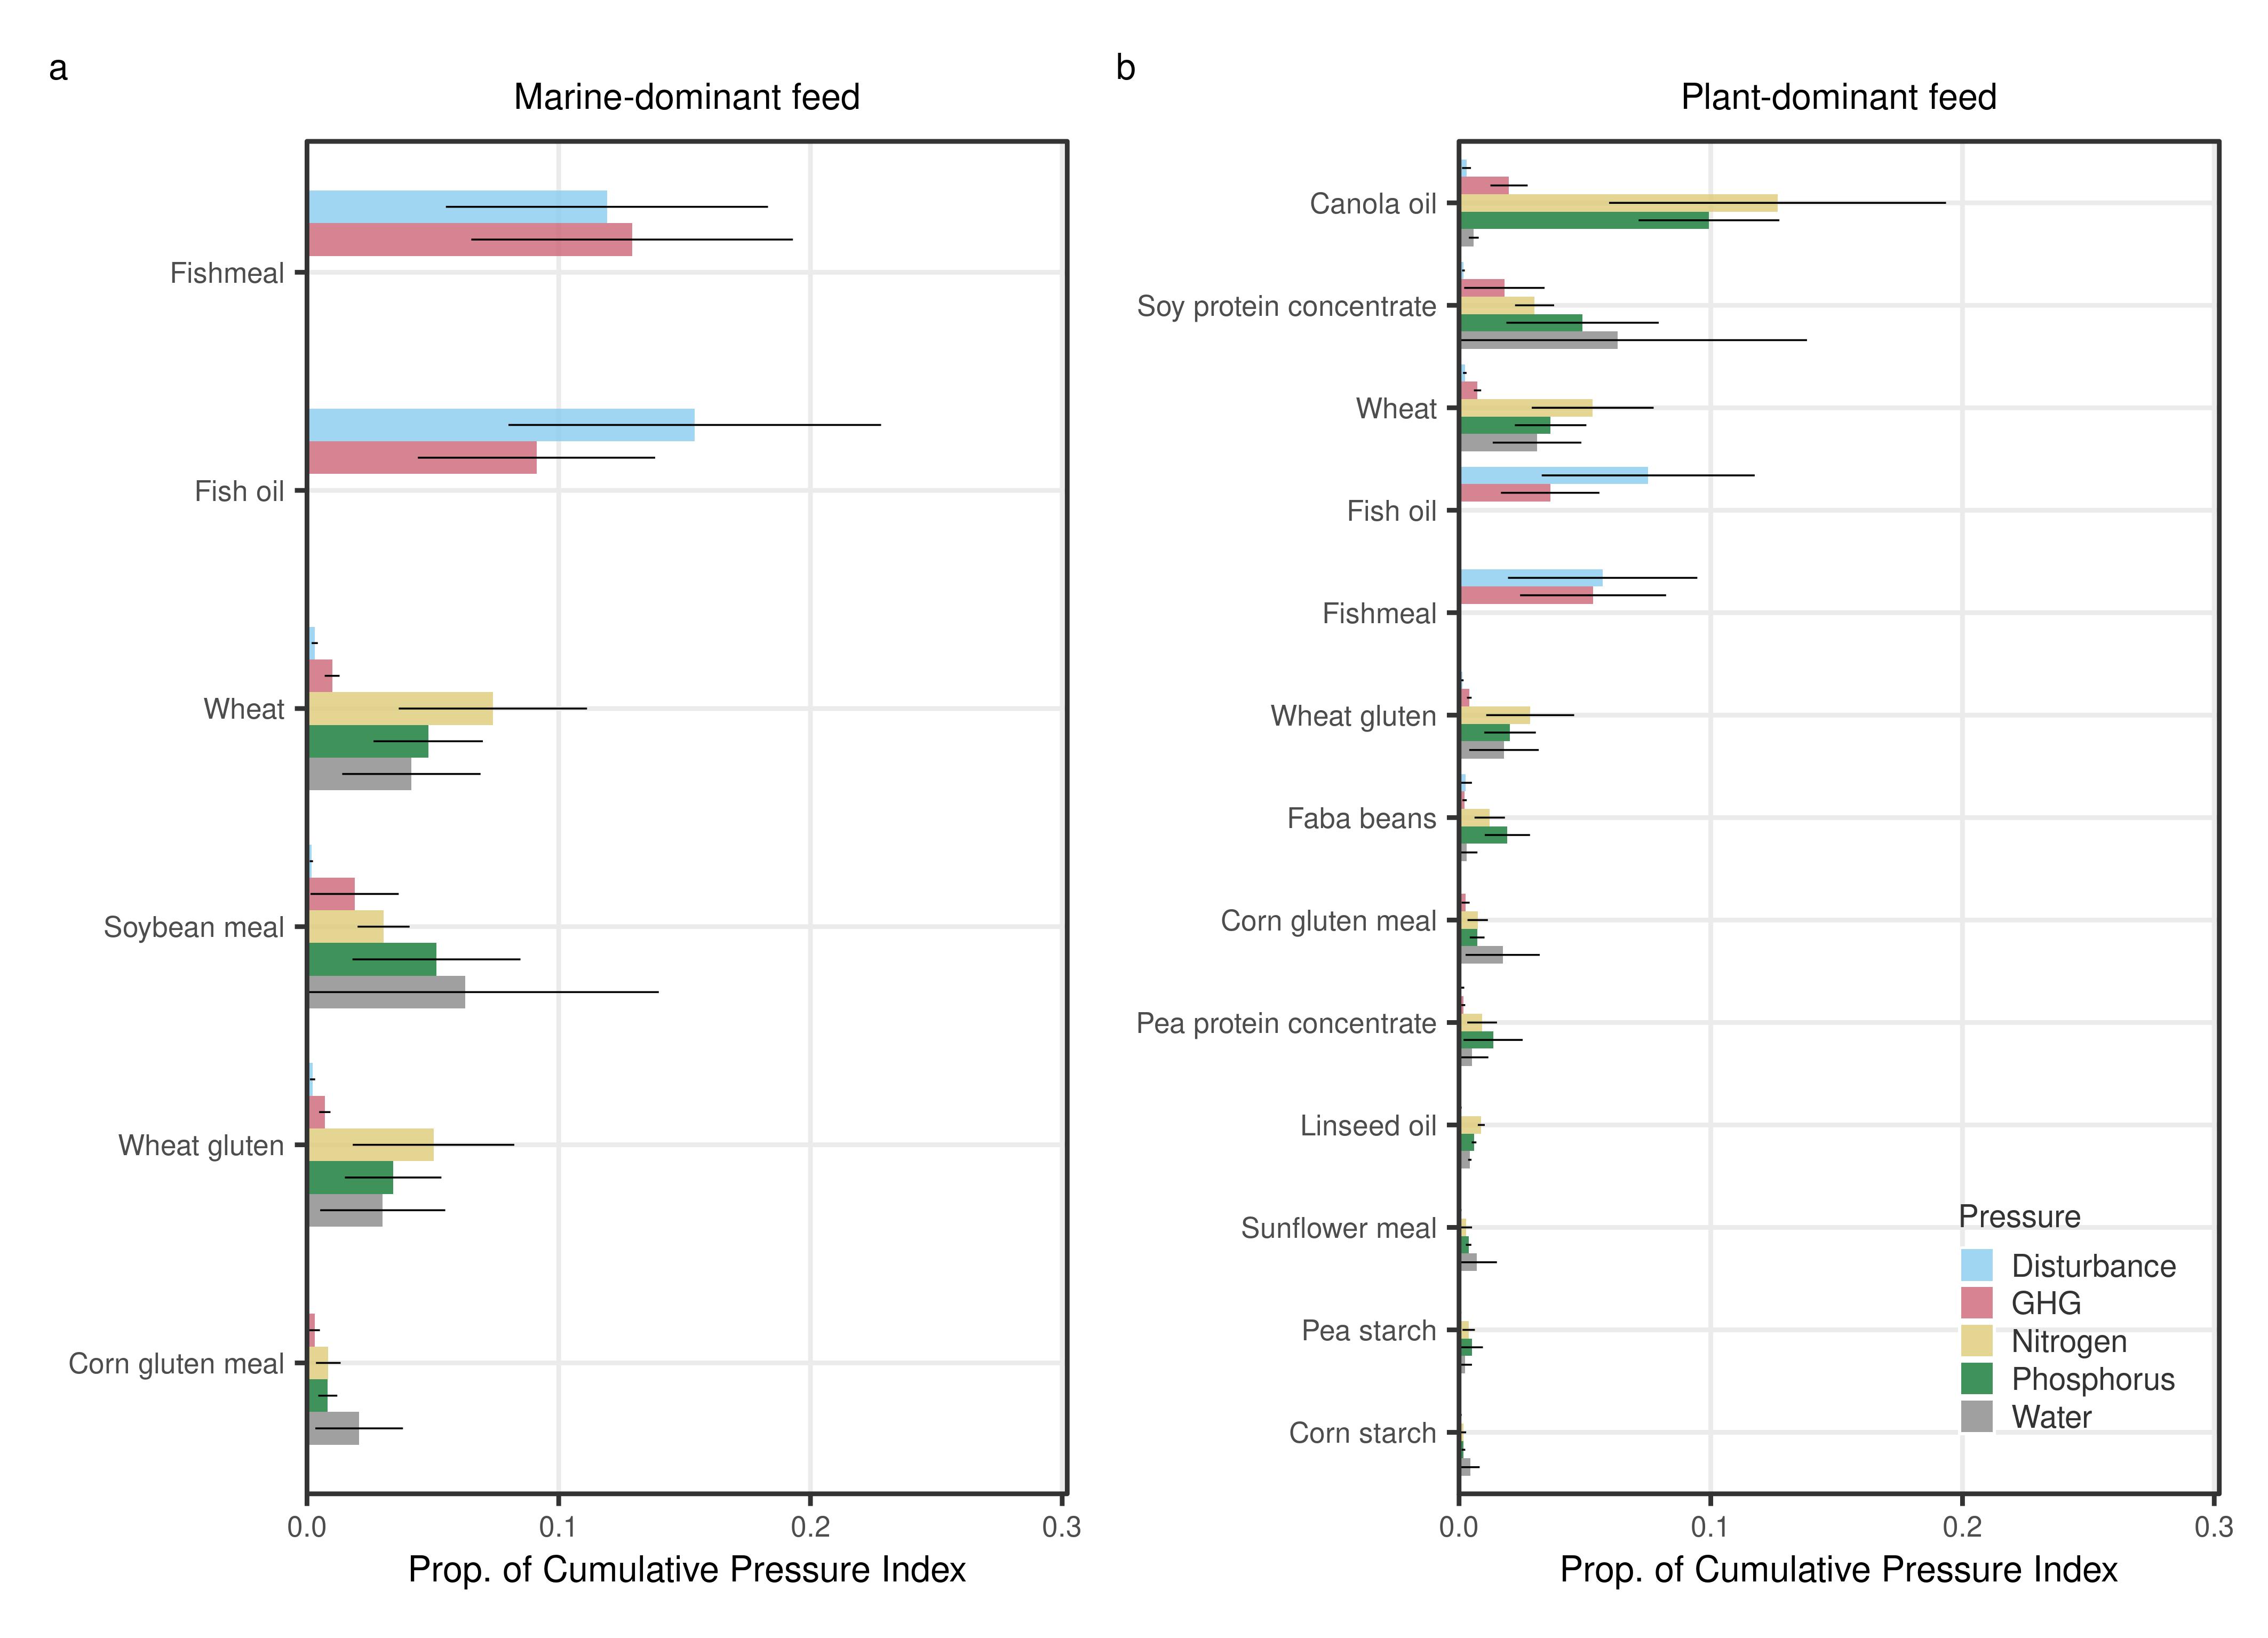 a
Marine-dominant feed
Fishmeal
Fish oil
Wheat
Soybean meal
Wheat gluten
Corn gluten meal
0.0 0.1 0.2 0.3
Prop. of Cumulative Pressure Index
b
Plant-dominant feed
Canola oil
Soy protein concentrate
Wheat
Fish oil
Fishmeal
Wheat gluten
Faba beans
Corn gluten meal
Pea protein concentrate
Linseed oil
Sunflower meal
Pea starch
Corn starch
Pressure
Disturbance
GHG
Nitrogen
Phosphorus
Water
0.0 0.1 0.2 0.3
Prop. of Cumulative Pressure Index